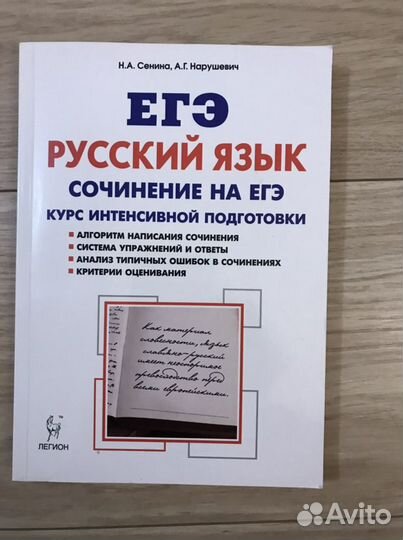 Н.А. Сенина, А.Г. Нарушевич
ЕГЭ
РУССКИЙ ЯЗЫК
СОЧИНЕНИЕ НА ЕГЭ
КУРС ИНТЕНСИВНОЙ ПОДГОТОВКИ
▪ АЛГОРИТМ НАПИСАНИЯ СОЧИНЕНИЯ
▪ СИСТЕМА УПРАЖНЕНИЙ И ОТВЕТЫ
▪ АНАЛИЗ ТИПИЧНЫХ ОШИБОК В СОЧИНЕНИЯХ
▪ КРИТЕРИИ ОЦЕНИВАНИЯ
Как материал
словесности, язык
славяно-русский
имеет неоспоримое
превосходство пред
всеми европейскими.
ТМ
ЛЕГИОН
Avito